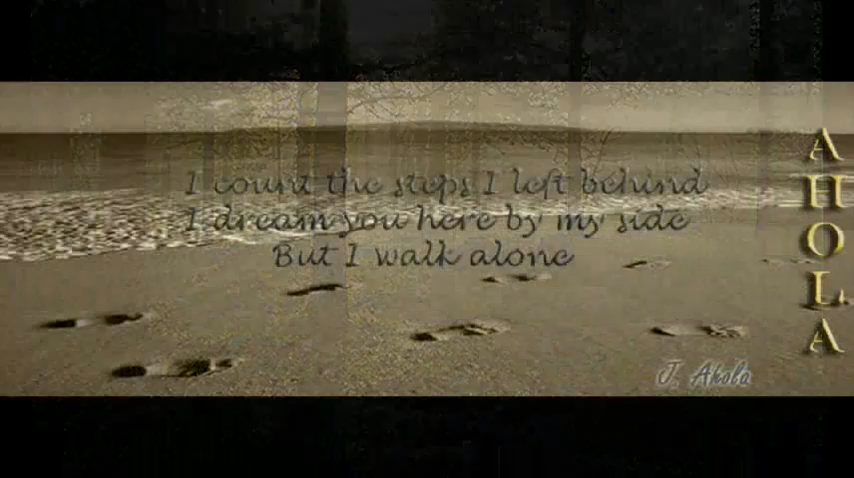 I count the steps I left behind
I dream you here by my side
But I walk alone
AHOLA
J. Ahola